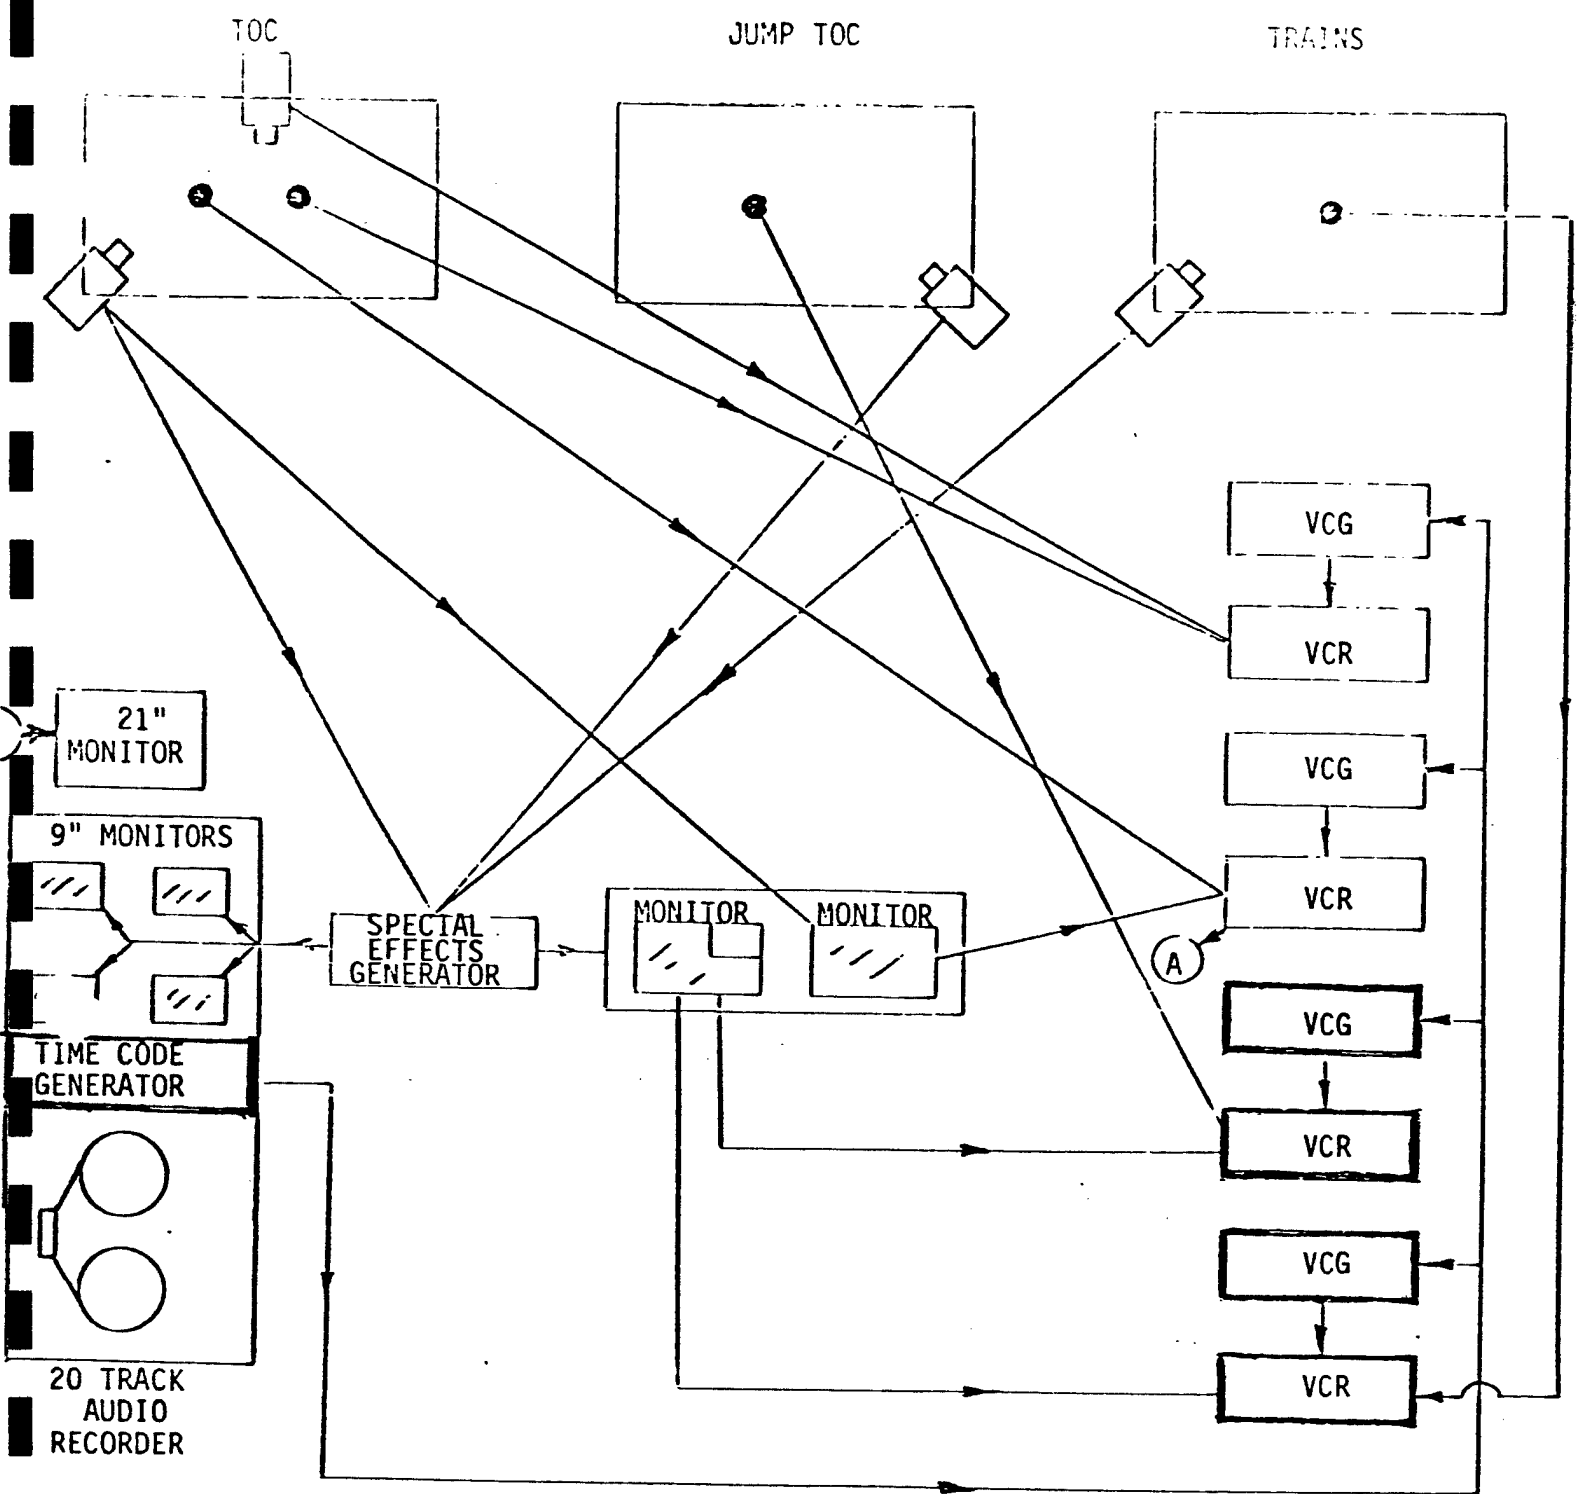 TOC
JUMP TOC
TRAINS
VCG
VCR
21"
MONITOR
VCG
9" MONITORS
VCR
SPECIAL
EFFECTS
GENERATOR
MONITOR
MONITOR
A
VCG
TIME CODE
GENERATOR
VCR
VCG
20 TRACK
AUDIO
RECORDER
VCR